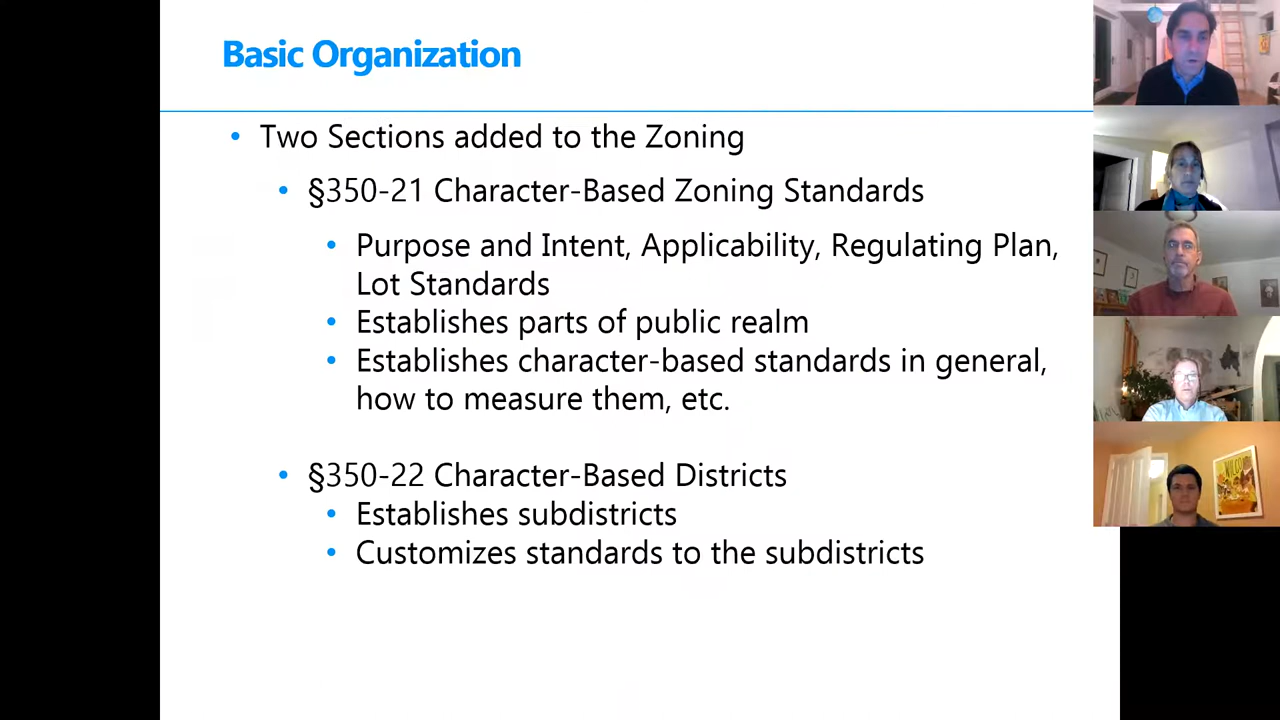 Basic Organization
• Two Sections added to the Zoning
• §350-21 Character-Based Zoning Standards
• Purpose and Intent, Applicability, Regulating Plan,
Lot Standards
• Establishes parts of public realm
• Establishes character-based standards in general,
how to measure them, etc.
• §350-22 Character-Based Districts
• Establishes subdistricts
• Customizes standards to the subdistricts
WILCO